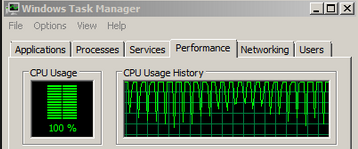 Windows Task Manager
File Options View Help
Applications Processes Services Performance Networking Users
CPU Usage CPU Usage History
100 %